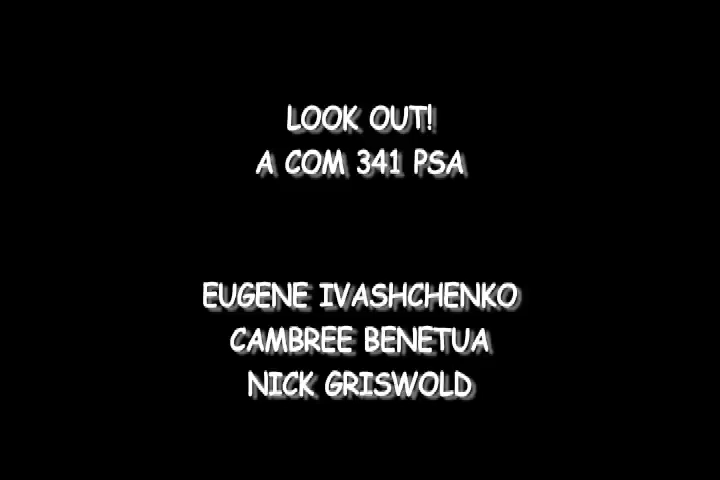 LOOK OUT!
A COM 341 PSA
EUGENE IVASHCHENKO
CAMBREE BENETUA
NICK GRISWOLD